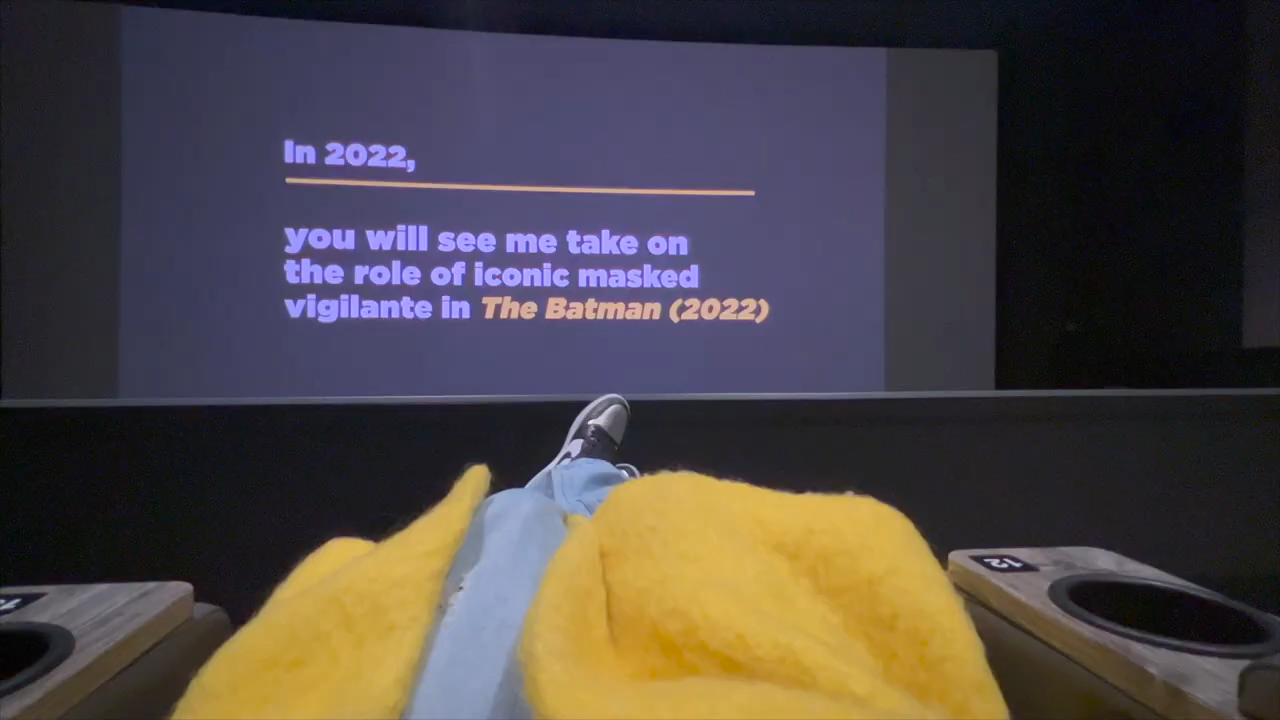 In 2022,
you will see me take on
the role of iconic masked
vigilante in The Batman (2022)
12